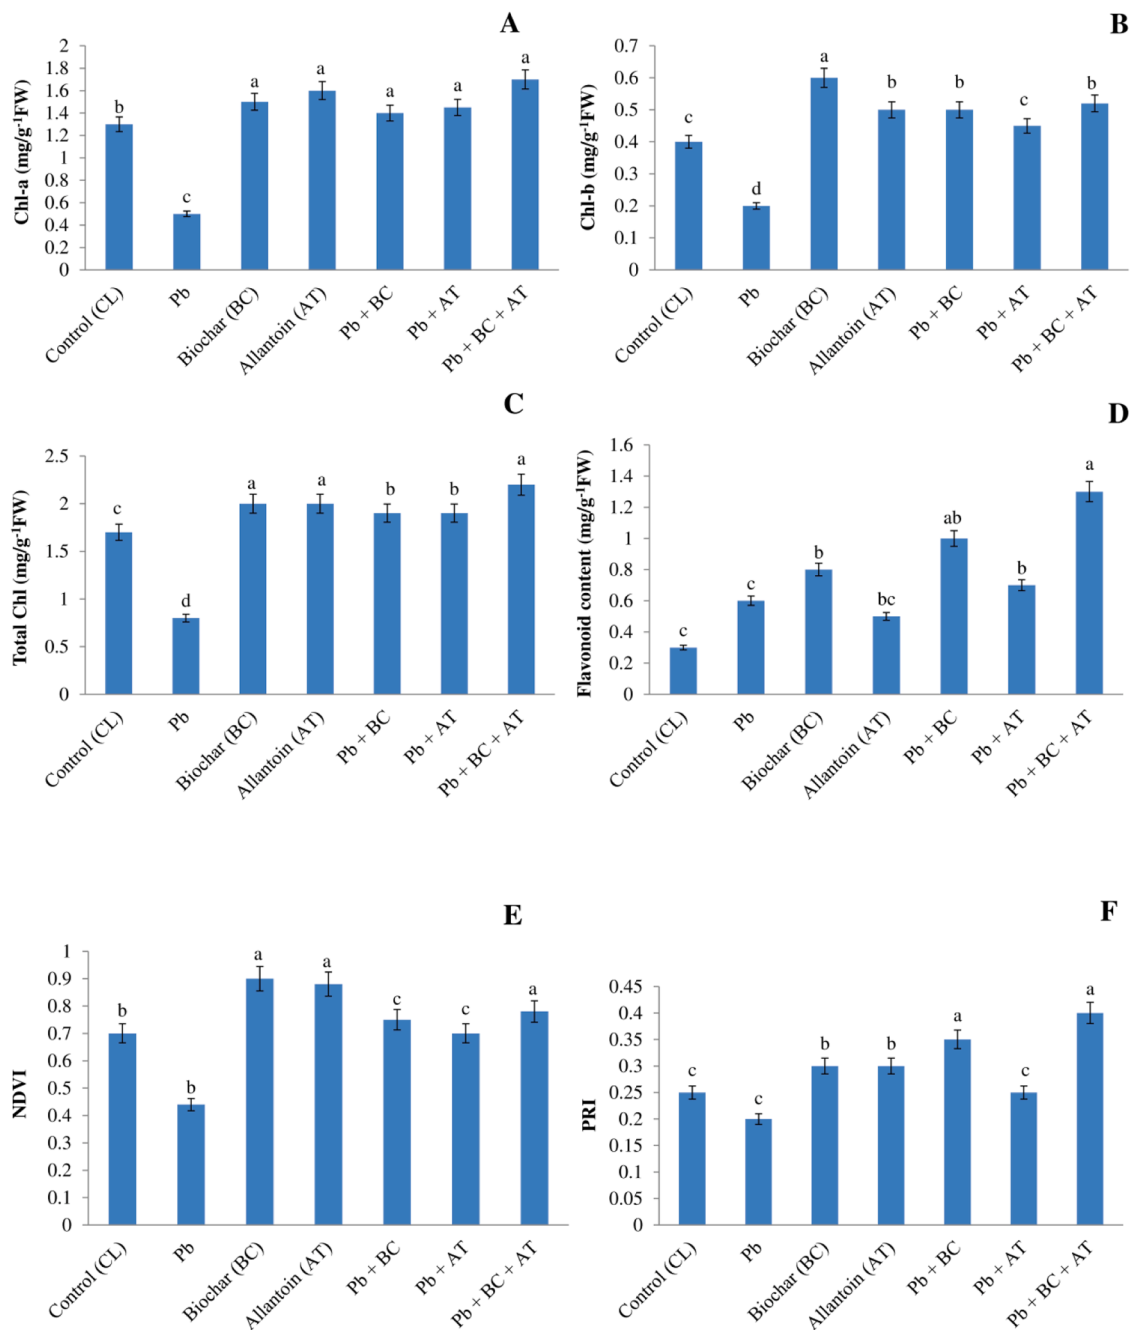 A
Chl-a (mg/g-1FW)
2
1.8
1.6
1.4
1.2
1
0.8
0.6
0.4
0.2
0
b
c
a
a
a
a
a
Control (CL)
Pb
Biochar (BC)
Allantoin (AT)
Pb + BC
Pb + AT
Pb + BC + AT
B
Chl-b (mg/g-1FW)
0.7
0.6
0.5
0.4
0.3
0.2
0.1
0
c
d
a
b
b
c
b
Control (CL)
Pb
Biochar (BC)
Allantoin (AT)
Pb + BC
Pb + AT
Pb + BC + AT
C
Total Chl (mg/g-1FW)
2.5
2
1.5
1
0.5
0
c
d
a
a
b
b
a
Control (CL)
Pb
Biochar (BC)
Allantoin (AT)
Pb + BC
Pb + AT
Pb + BC + AT
D
Flavonoid content (mg/g-1FW)
1.6
1.4
1.2
1
0.8
0.6
0.4
0.2
0
c
c
b
bc
ab
b
a
Control (CL)
Pb
Biochar (BC)
Allantoin (AT)
Pb + BC
Pb + AT
Pb + BC + AT
E
NDVI
1
0.9
0.8
0.7
0.6
0.5
0.4
0.3
0.2
0.1
0
b
b
a
a
c
c
a
Control (CL)
Pb
Biochar (BC)
Allantoin (AT)
Pb + BC
Pb + AT
Pb + BC + AT
F
PRI
0.45
0.4
0.35
0.3
0.25
0.2
0.15
0.1
0.05
0
c
c
b
b
a
c
a
Control (CL)
Pb
Biochar (BC)
Allantoin (AT)
Pb + BC
Pb + AT
Pb + BC + AT